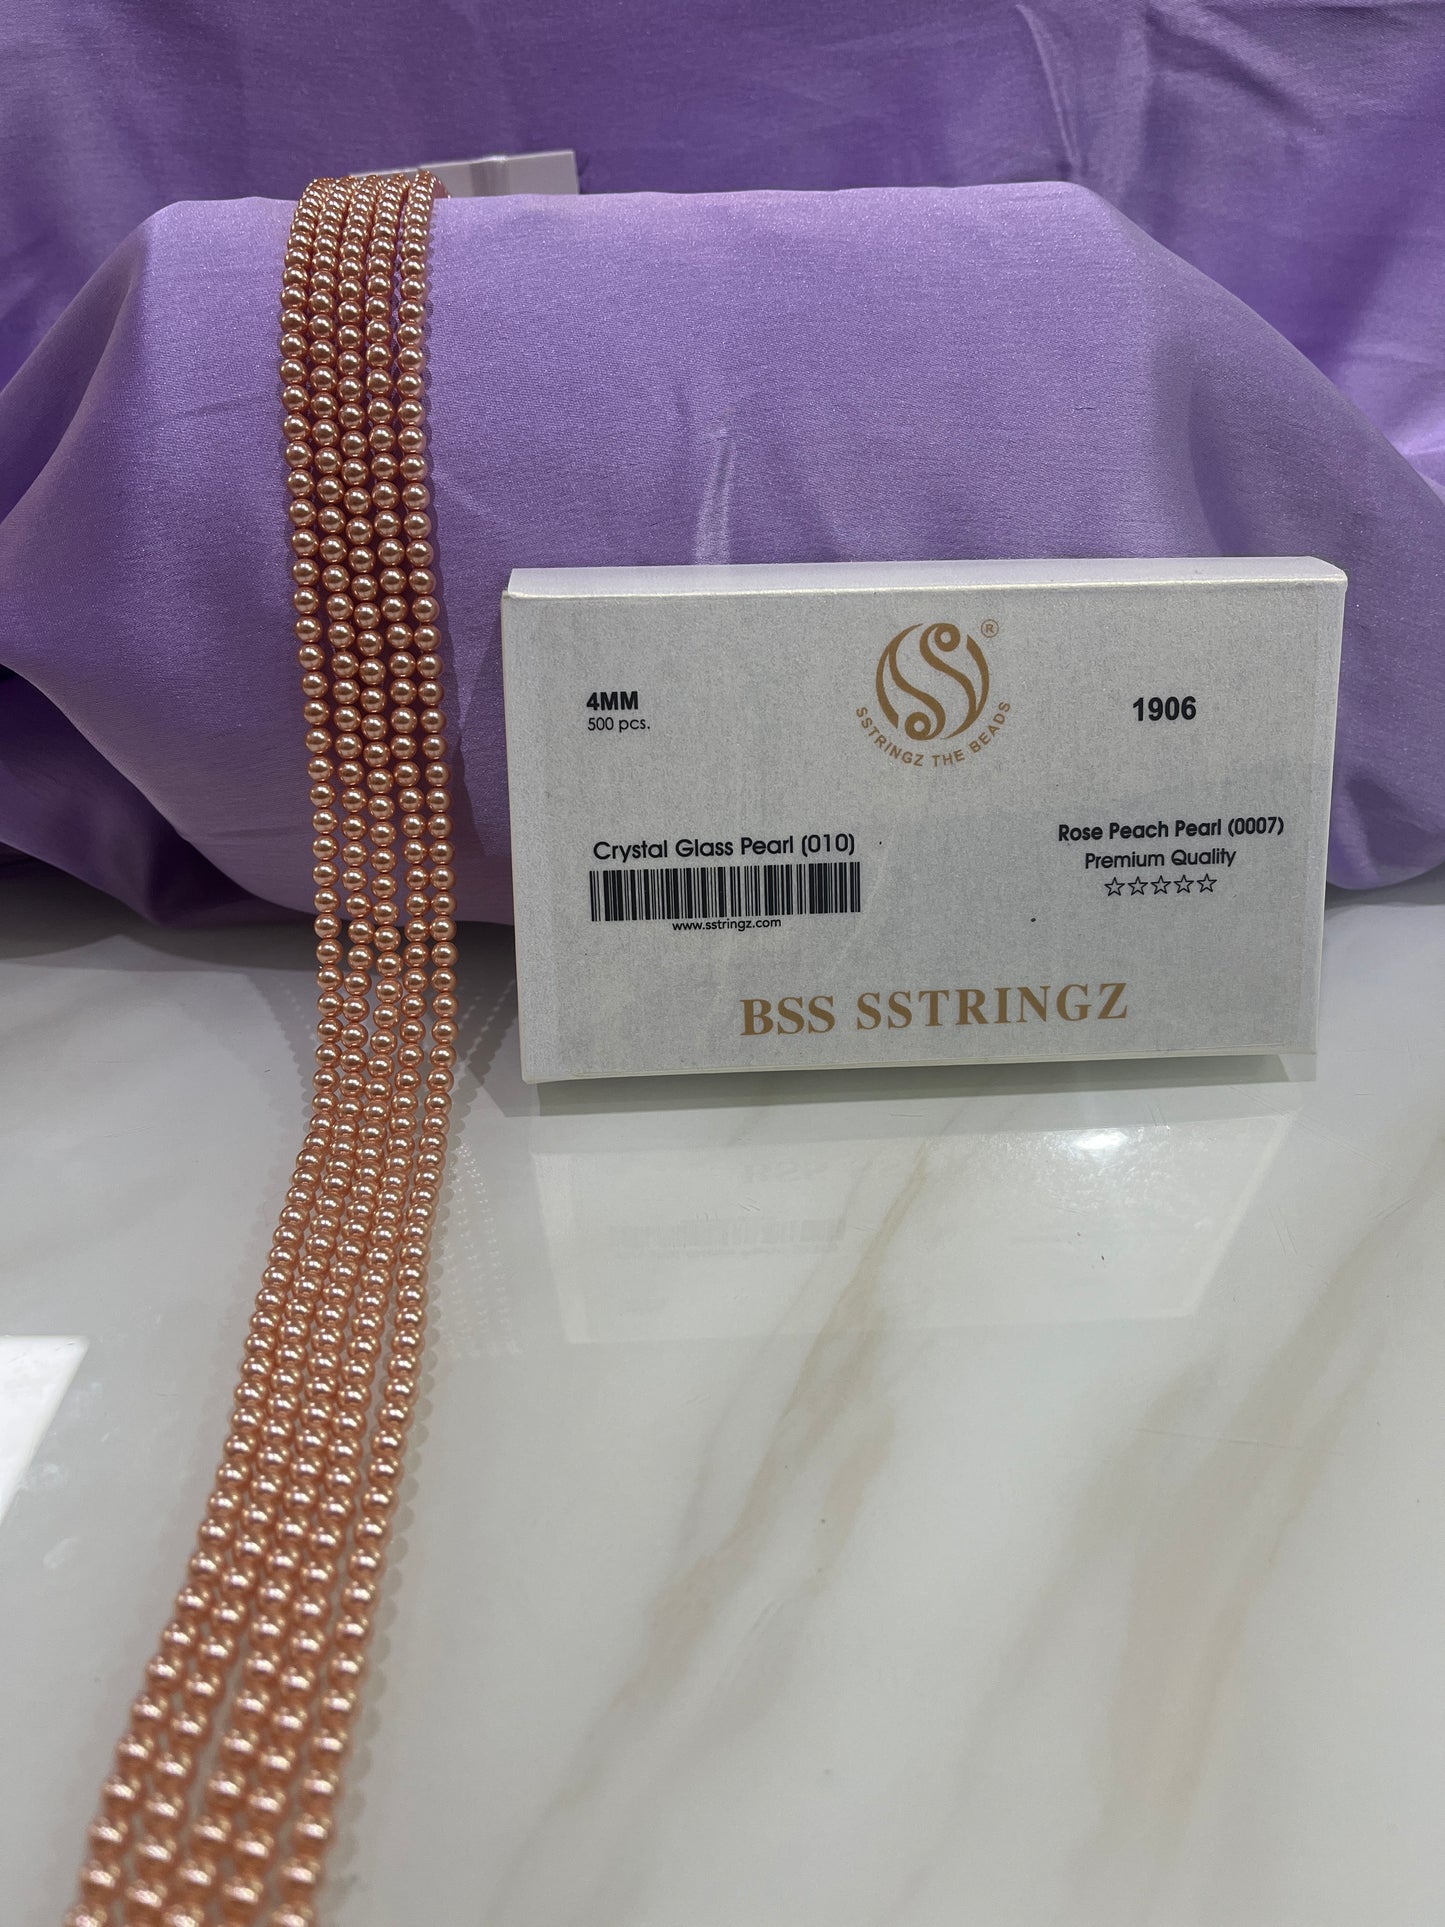 ®
SSTRINGZ THE BEADS
4MM
500 pcs.
1906
Crystal Glass Pearl (010)
www.sstringz.com
Rose Peach Pearl (0007)
Premium Quality
BSS SSTRINGZ